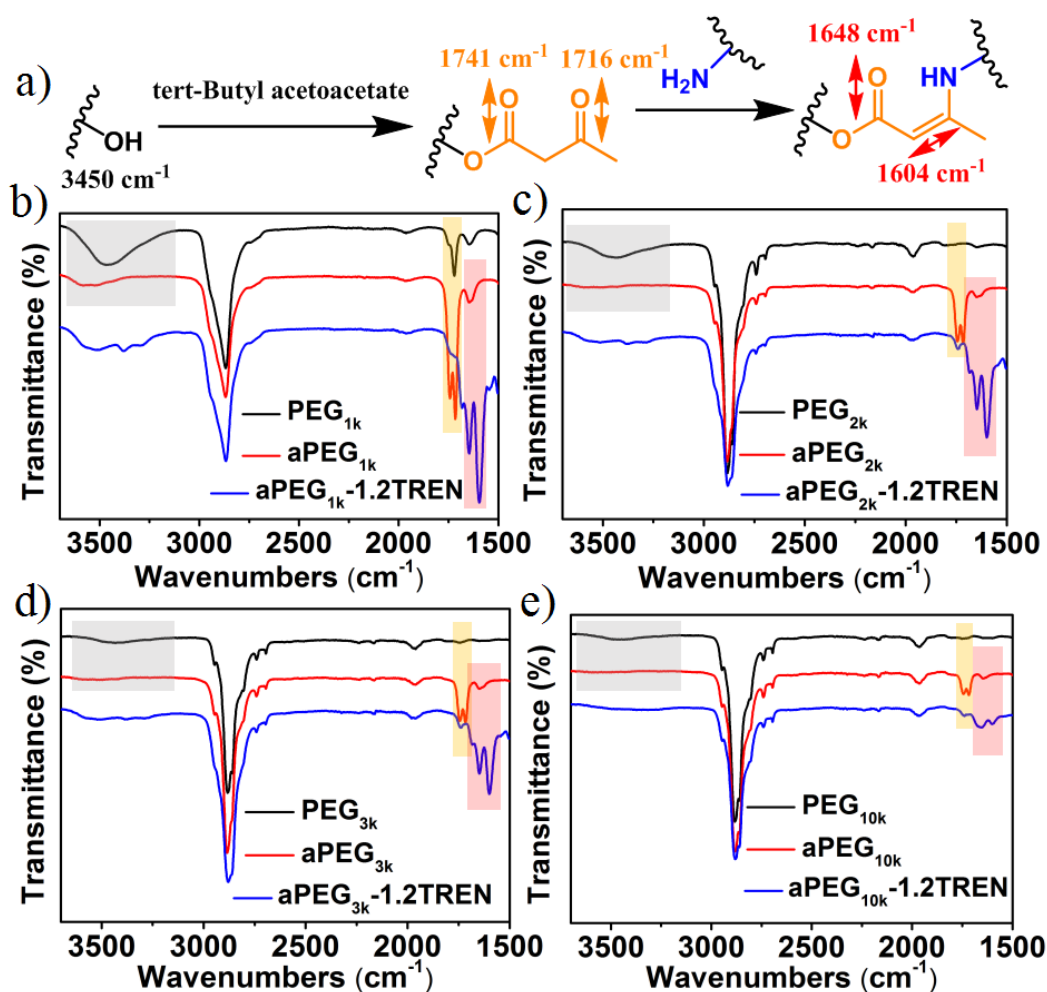 a)
1741 cm⁻¹
1716 cm⁻¹
1648 cm⁻¹
tert-Butyl acetoacetate
OH
3450 cm⁻¹
O
O
O
H₂N
O
HN
O
1604 cm⁻¹
b)
Transmittance (%)
PEG₁ₖ
aPEG₁ₖ
aPEG₁ₖ-1.2TREN
3500 3000 2500 2000 1500
Wavenumbers (cm⁻¹)
c)
Transmittance (%)
PEG₂ₖ
aPEG₂ₖ
aPEG₂ₖ-1.2TREN
3500 3000 2500 2000 1500
Wavenumbers (cm⁻¹)
d)
Transmittance (%)
PEG₃ₖ
aPEG₃ₖ
aPEG₃ₖ-1.2TREN
3500 3000 2500 2000 1500
Wavenumbers (cm⁻¹)
e)
Transmittance (%)
PEG₁₀ₖ
aPEG₁₀ₖ
aPEG₁₀ₖ-1.2TREN
3500 3000 2500 2000 1500
Wavenumbers (cm⁻¹)